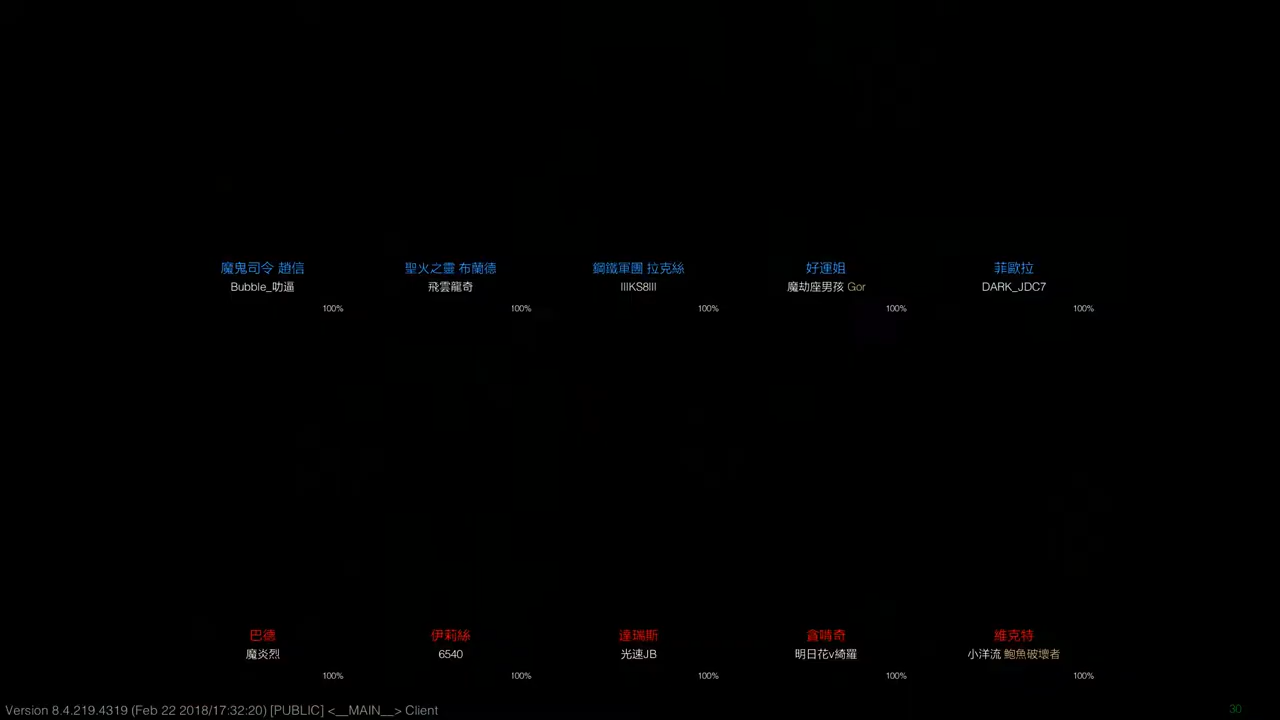 魔鬼司令 趙信 聖火之靈 布蘭德 鋼鐵軍團 拉克絲 好運姐 菲歐拉
Bubble_叻逼 飛雲龍奇 IIIKS8III 魔劫座男孩 Gor DARK_JDC7
100% 100% 100% 100% 100%
巴德 伊莉絲 達瑞斯 貪啃奇 維克特
魔炎烈 6540 光速JB 明日花v綺羅 小洋流 鮑魚破壞者
100% 100% 100% 100% 100%
Version 8.4.219.4319 (Feb 22 2018/17:32:20) [PUBLIC] <__MAIN__> Client 30